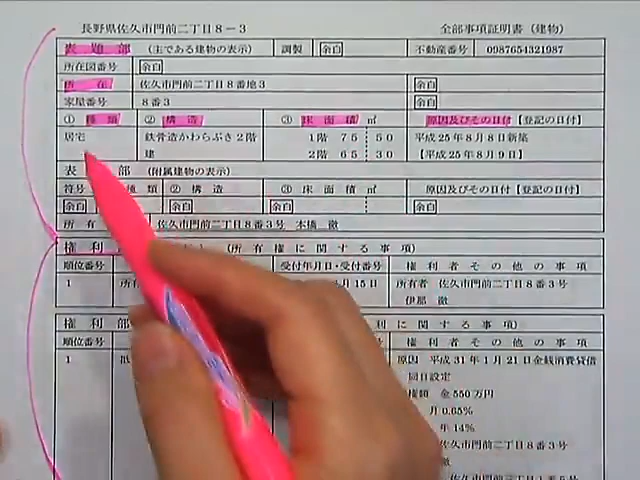 長野県佐久市門前二丁目8－3 全部事項証明書(建物)
表 題 部 (主である建物の表示) 調製 余白 不動産番号 0987654321987
所在図番号 余白
所 在 佐久市門前二丁目8番地3 余白
家屋番号 8番3 余白
① 種 類 ② 構 造 ③ 床 面 積 ㎡ 原因及びその日付【登記の日付】
居宅 鉄骨造かわらぶき2階 1階 75 50 平成25年8月8日新築
建 2階 65 30 【平成25年8月9日】
表 部 (附属建物の表示)
符号 種 類 ② 構 造 ③ 床 面 積 ㎡ 原因及びその日付【登記の日付】
余白 余白 余白 余白
所 有 佐久市門前二丁目8番3号 本橋 徹
権 利 (所 有 権 に 関 す る 事 項)
順位番号 受付年月日・受付番号 権 利 者 そ の 他 の 事 項
1 所有 1月15日 所有者 佐久市門前二丁目8番3号
伊那 徹
権 利 部 利 に 関 す る 事 項)
順位番号 権 利 者 そ の 他 の 事 項
1 原因 平成31年1月21日金銭消費貸借
同日設定
債権額 金550万円
月0.65%
年14%
佐久市門前二丁目8番3号
徹